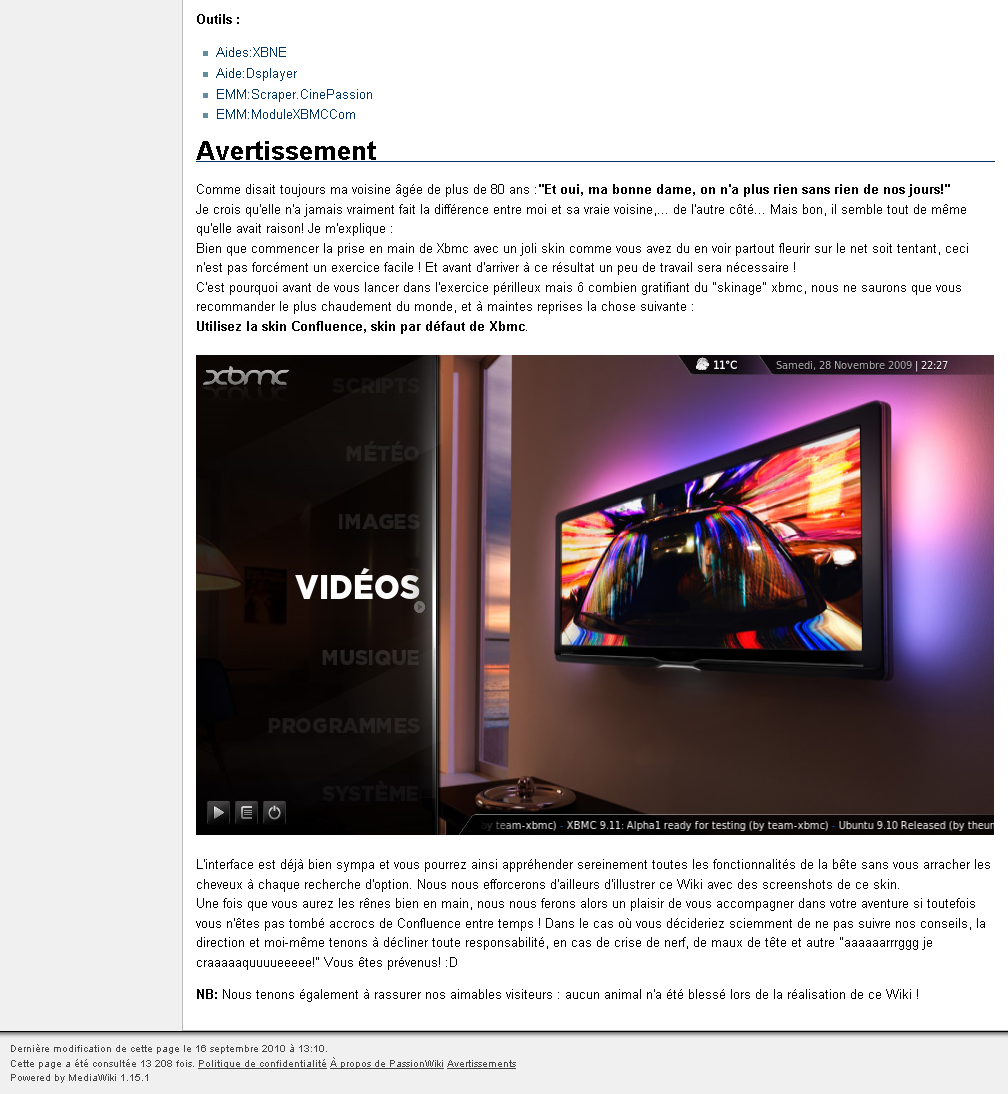 Outils :
Aides:XBNE
Aide:Dsplayer
EMM:Scraper.CinePassion
EMM:ModuleXBMCCom
Avertissement
Comme disait toujours ma voisine âgée de plus de 80 ans :"Et oui, ma bonne dame, on n'a plus rien sans rien de nos jours!"
Je crois qu'elle n'a jamais vraiment fait la différence entre moi et sa vraie voisine,... de l'autre côté... Mais bon, il semble tout de même
qu'elle avait raison! Je m'explique :
Bien que commencer la prise en main de Xbmc avec un joli skin comme vous avez du en voir partout fleurir sur le net soit tentant, ceci
n'est pas forcément un exercice facile ! Et avant d'arriver à ce résultat un peu de travail sera nécessaire !
C'est pourquoi avant de vous lancer dans l'exercice périlleux mais ô combien gratifiant du "skinage" xbmc, nous ne saurons que vous
recommander le plus chaudement du monde, et à maintes reprises la chose suivante :
Utilisez la skin Confluence, skin par défaut de Xbmc.
xbmc
11°C
Samedi, 28 Novembre 2009 | 22:27
SCRIPTS
MÉTÉO
IMAGES
VIDÉOS
MUSIQUE
PROGRAMMES
SYSTÈME
by team-xbmc) - XBMC 9.11: Alpha1 ready for testing (by team-xbmc) - Ubuntu 9.10 Released (by theun
L'interface est déjà bien sympa et vous pourrez ainsi appréhender sereinement toutes les fonctionnalités de la bête sans vous arracher les
cheveux à chaque recherche d'option. Nous nous efforcerons d'ailleurs d'illustrer ce Wiki avec des screenshots de ce skin.
Une fois que vous aurez les rênes bien en main, nous nous ferons alors un plaisir de vous accompagner dans votre aventure si toutefois
vous n'êtes pas tombé accrocs de Confluence entre temps ! Dans le cas où vous décideriez sciemment de ne pas suivre nos conseils, la
direction et moi-même tenons à décliner toute responsabilité, en cas de crise de nerf, de maux de tête et autre "aaaaaarrrggg je
craaaaaquuuueeeee!" Vous êtes prévenus! :D
NB: Nous tenons également à rassurer nos aimables visiteurs : aucun animal n'a été blessé lors de la réalisation de ce Wiki !
Dernière modification de cette page le 16 septembre 2010 à 13:10.
Cette page a été consultée 13 208 fois. Politique de confidentialité À propos de PassionWiki Avertissements
Powered by MediaWiki 1.15.1